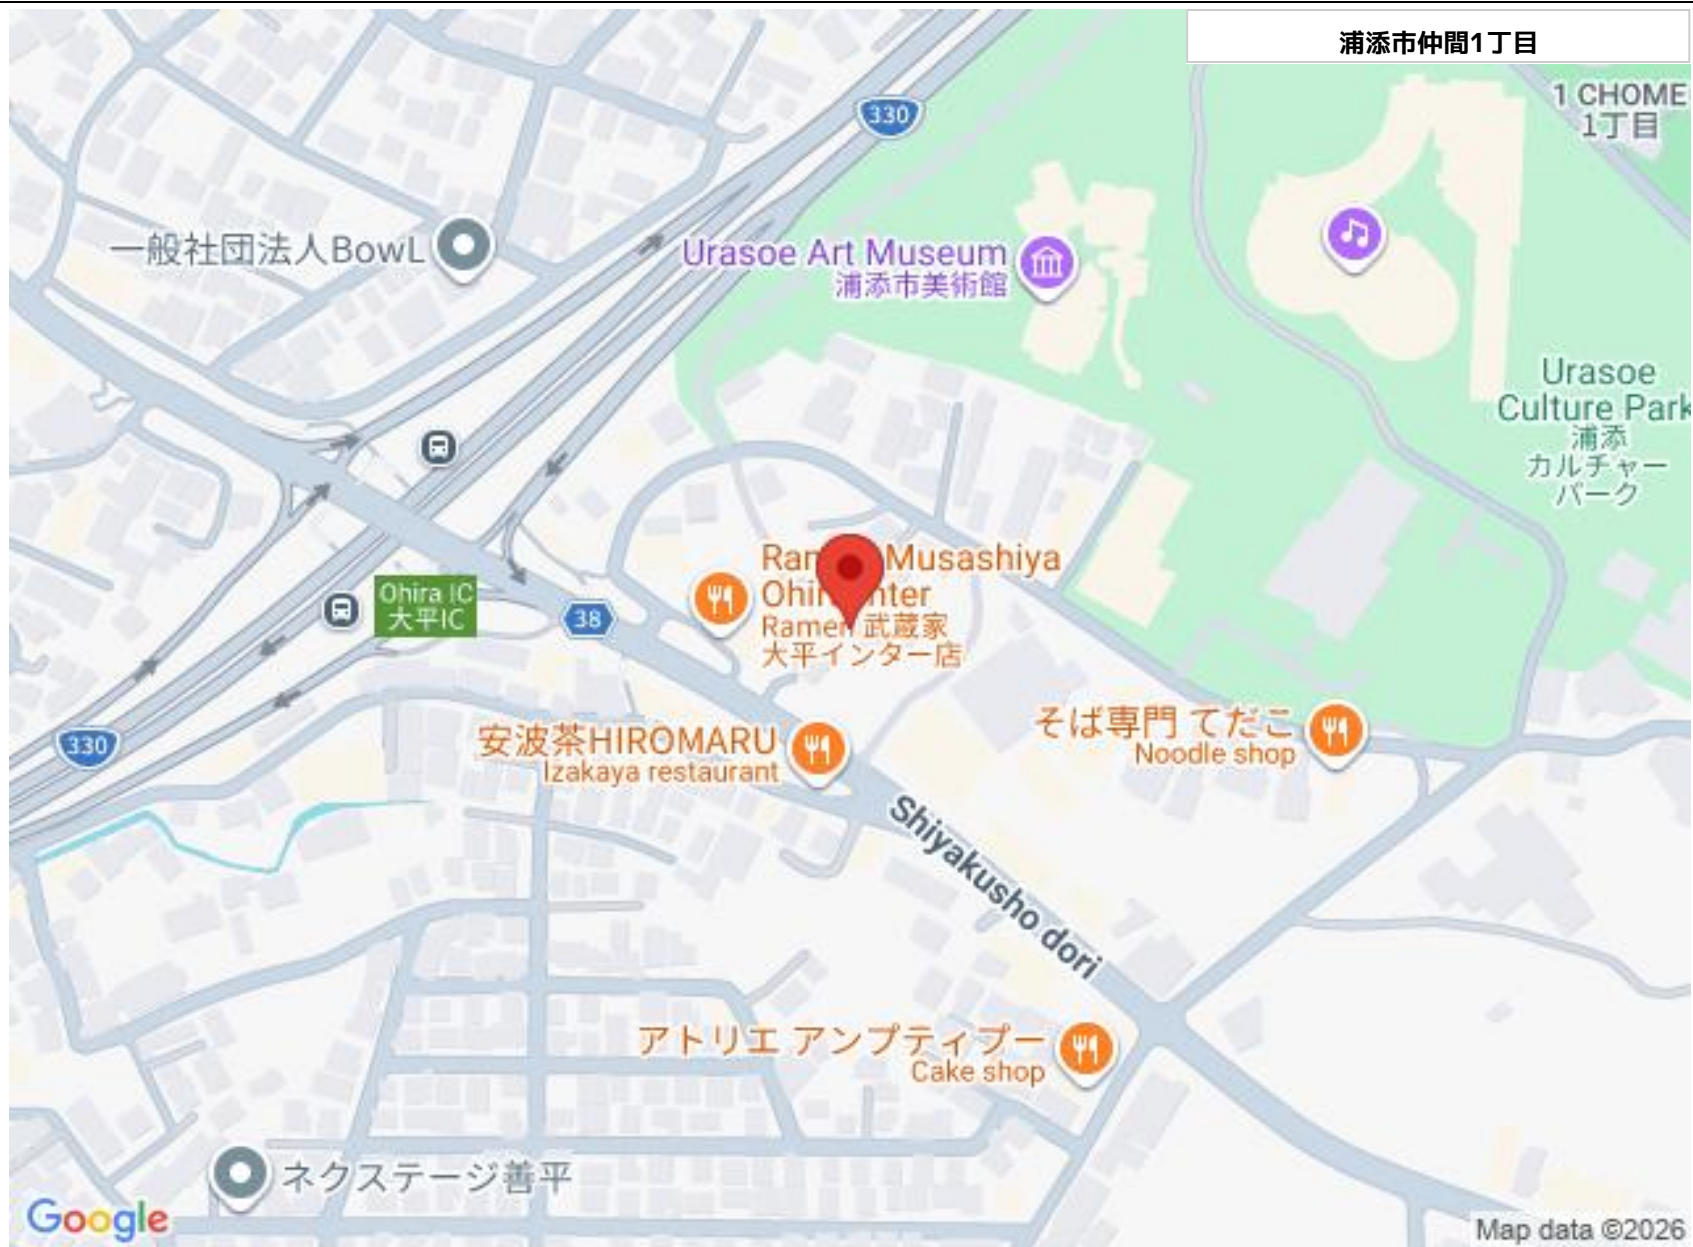 浦添市仲間1丁目
1 CHOME
1丁目
330
一般社団法人BowL
Urasoe Art Museum
浦添市美術館
Urasoe
Culture Park
浦添
カルチャー
パーク
Musashiya
Ramen 武蔵家
大平インター店
Ohira IC
大平IC
38
330
安波茶HIROMARU
Izakaya restaurant
そば専門 てだこ
Noodle shop
Shiyakusho dori
アトリエ アンプティプー
Cake shop
ネクステージ善平
Google
Map data ©2026